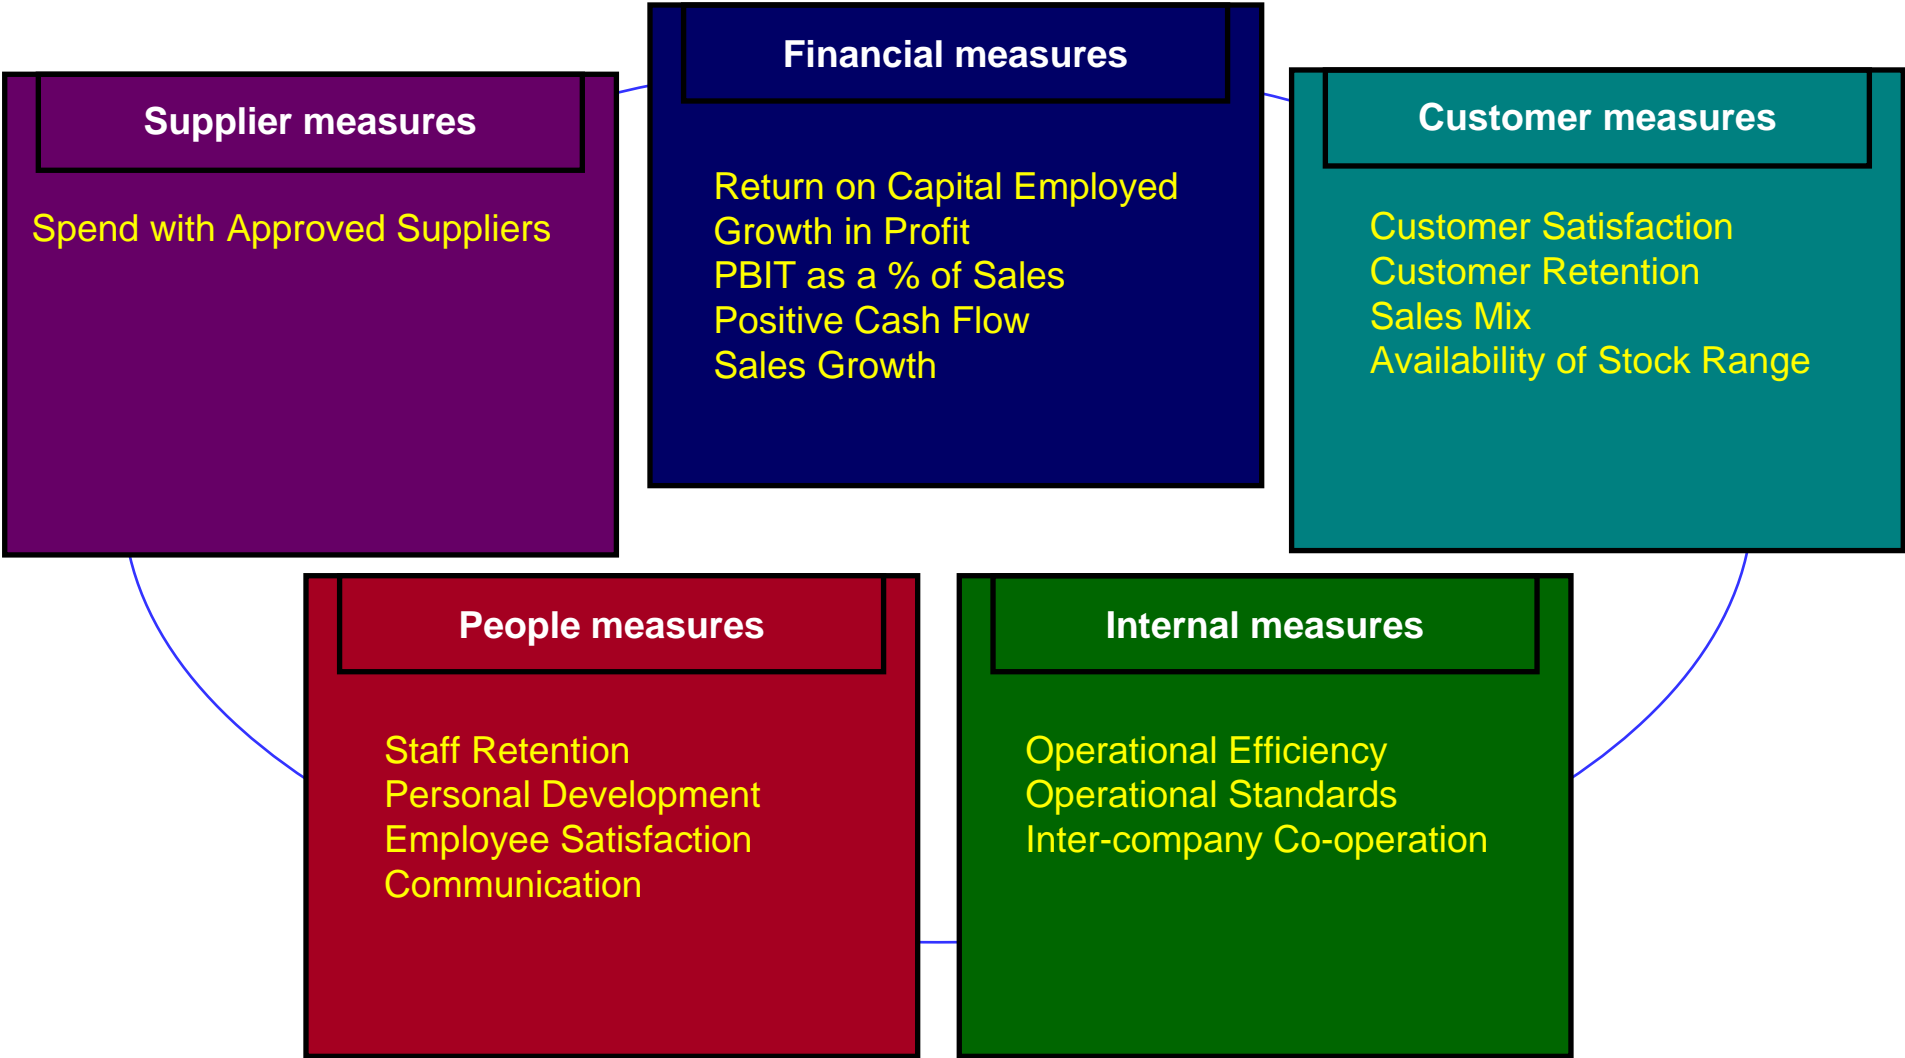 Supplier measures
Spend with Approved Suppliers
Financial measures
Return on Capital Employed
Growth in Profit
PBIT as a % of Sales
Positive Cash Flow
Sales Growth
Customer measures
Customer Satisfaction
Customer Retention
Sales Mix
Availability of Stock Range
People measures
Staff Retention
Personal Development
Employee Satisfaction
Communication
Internal measures
Operational Efficiency
Operational Standards
Inter-company Co-operation